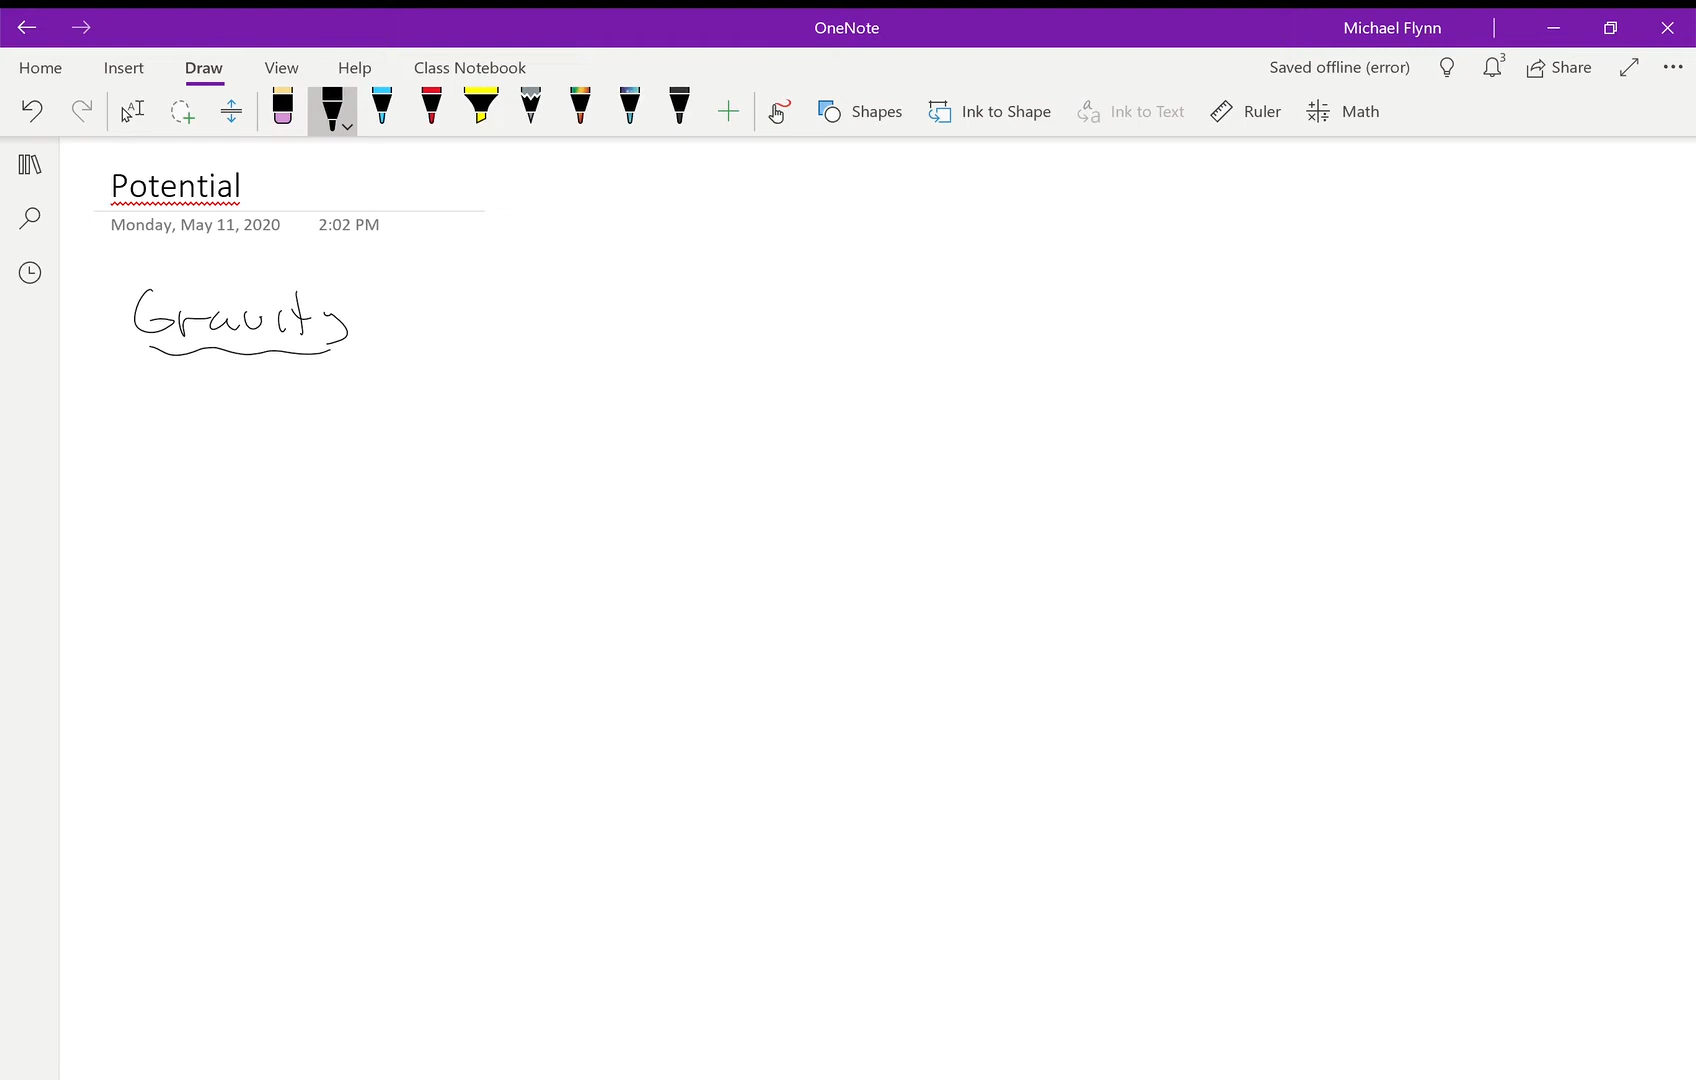 OneNote
Michael Flynn
Home Insert Draw View Help Class Notebook
Saved offline (error) 3 Share
Shapes Ink to Shape Ink to Text Ruler Math
Potential
Monday, May 11, 2020 2:02 PM
Gravity